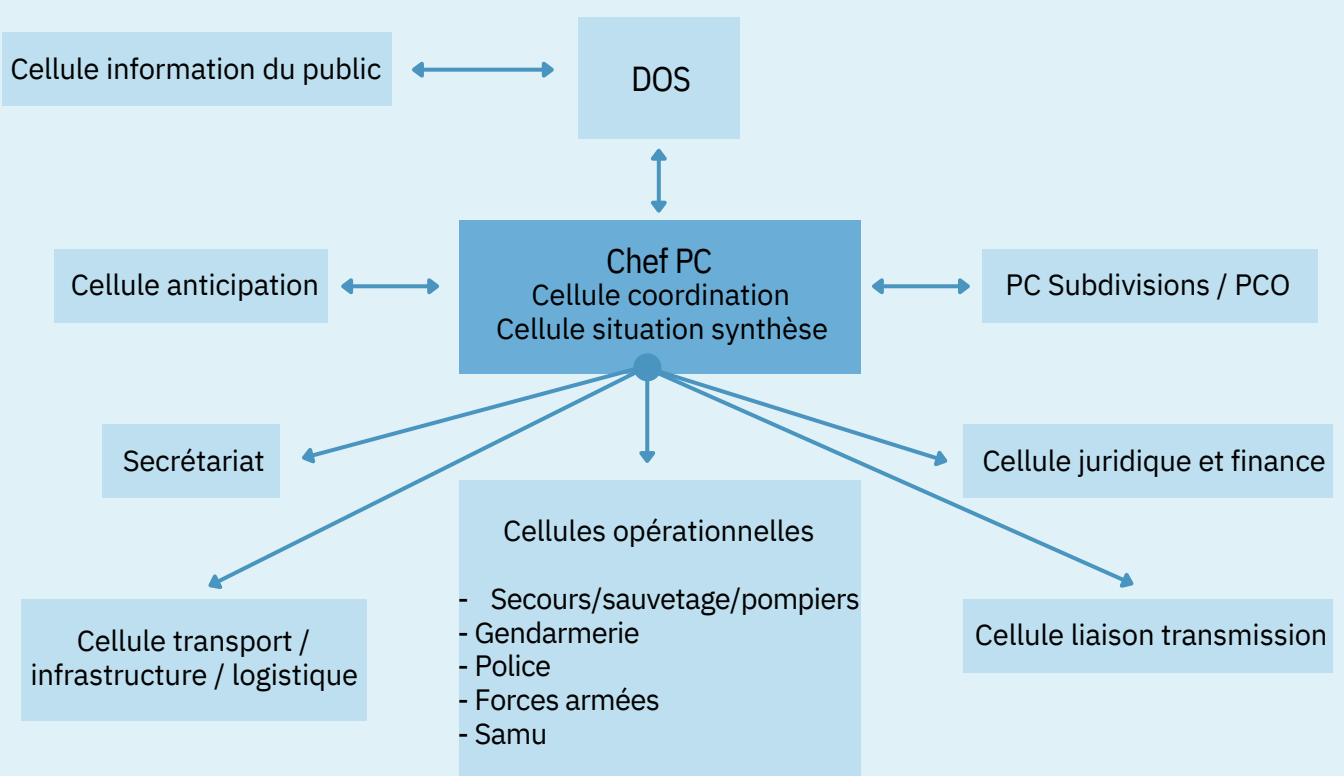 Cellule information du public
DOS
Chef PC
Cellule coordination
Cellule situation synthèse
Cellule anticipation
PC Subdivisions / PCO
Secrétariat
Cellule juridique et finance
Cellules opérationnelles
- Secours/sauvetage/pompiers
- Gendarmerie
- Police
- Forces armées
- Samu
Cellule transport /
infrastructure / logistique
Cellule liaison transmission